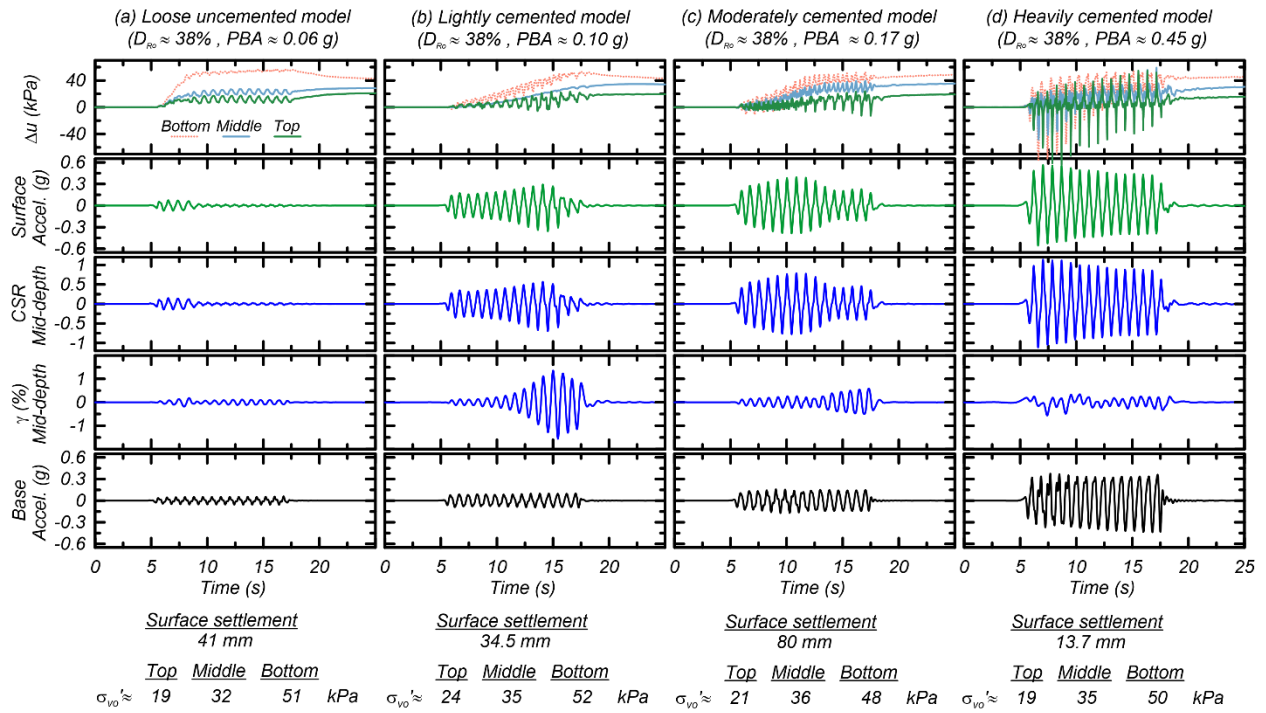 (a) Loose uncemented model
(D_Ro ≈ 38% , PBA ≈ 0.06 g)
(b) Lightly cemented model
(D_Ro ≈ 38% , PBA ≈ 0.10 g)
(c) Moderately cemented model
(D_Ro ≈ 38% , PBA ≈ 0.17 g)
(d) Heavily cemented model
(D_Ro ≈ 38% , PBA ≈ 0.45 g)
Δu (kPa)
40
0
-40
Bottom Middle Top
Surface
Accel. (g)
0.6
0.3
0
-0.3
-0.6
CSR
Mid-depth
1
0.5
0
-0.5
-1
γ (%)
Mid-depth
1
0
-1
Base
Accel. (g)
0.6
0.3
0
-0.3
-0.6
0 5 10 15 20 0 5 10 15 20 0 5 10 15 20 0 5 10 15 20 25
Time (s) Time (s) Time (s) Time (s)
Surface settlement
41 mm
Top Middle Bottom
σ_vo'≈ 19 32 51 kPa
Surface settlement
34.5 mm
Top Middle Bottom
σ_vo'≈ 24 35 52 kPa
Surface settlement
80 mm
Top Middle Bottom
σ_vo'≈ 21 36 48 kPa
Surface settlement
13.7 mm
Top Middle Bottom
σ_vo'≈ 19 35 50 kPa